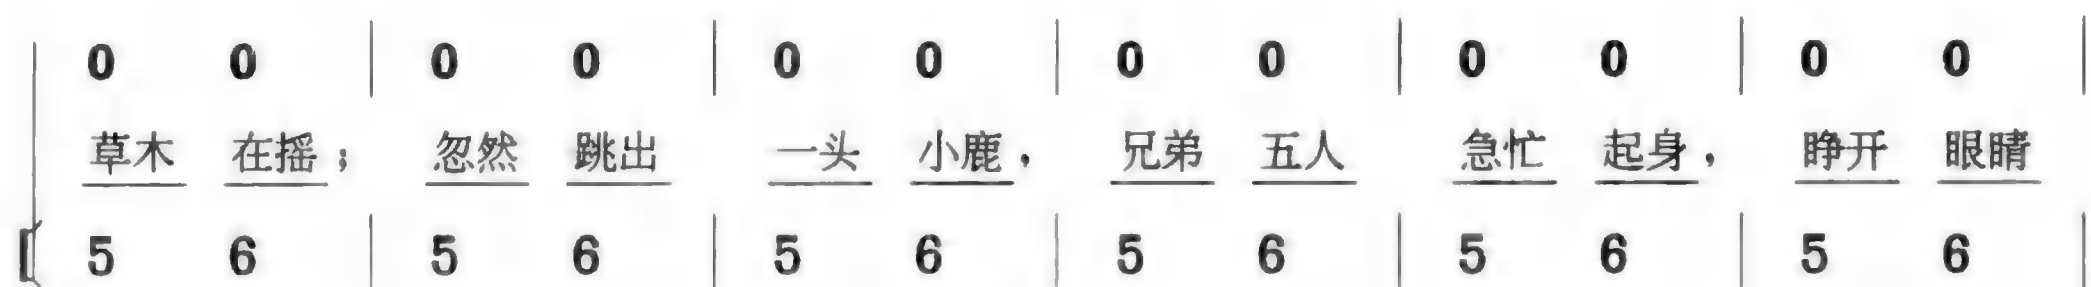 0 0 | 0 0 | 0 0 | 0 0 | 0 0 | 0 0 |
草木 在摇； 忽然 跳出 一头 小鹿， 兄弟 五人 急忙 起身， 睁开 眼睛
5 6 | 5 6 | 5 6 | 5 6 | 5 6 | 5 6 |